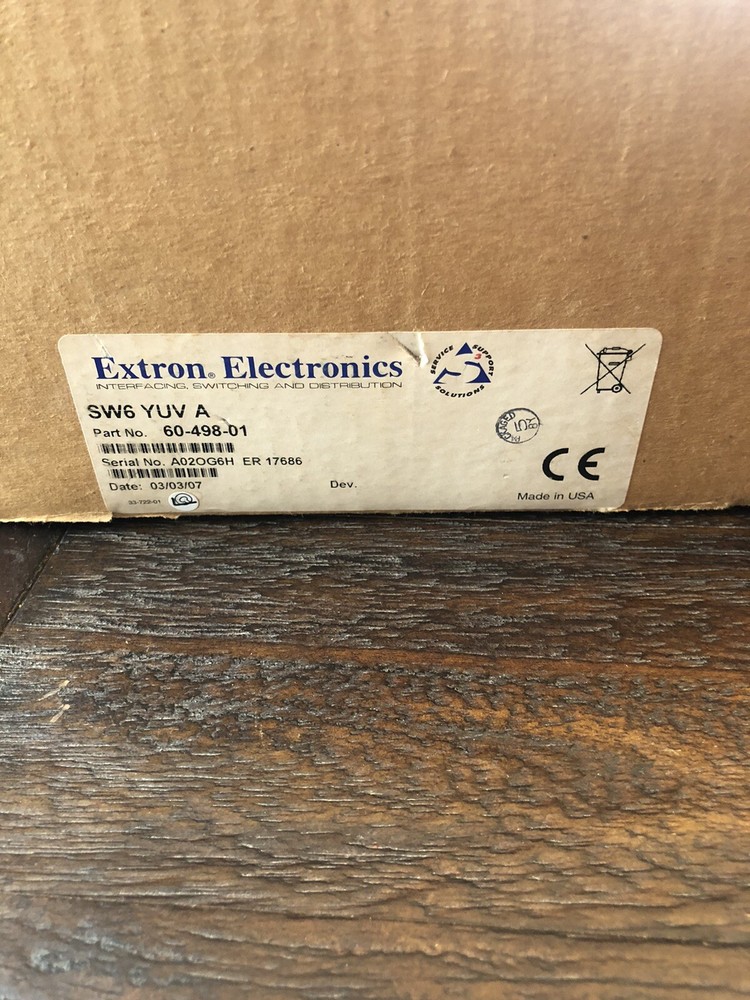 Extron® Electronics
INTERFACING, SWITCHING AND DISTRIBUTION
SERVICE SUPPORT SOLUTIONS
SW6 YUV A
Part No. 60-498-01
PACKAGED
Serial No. A02OG6H ER 17686
CE
Date: 03/03/07 Dev.
33-722-01
Made in USA